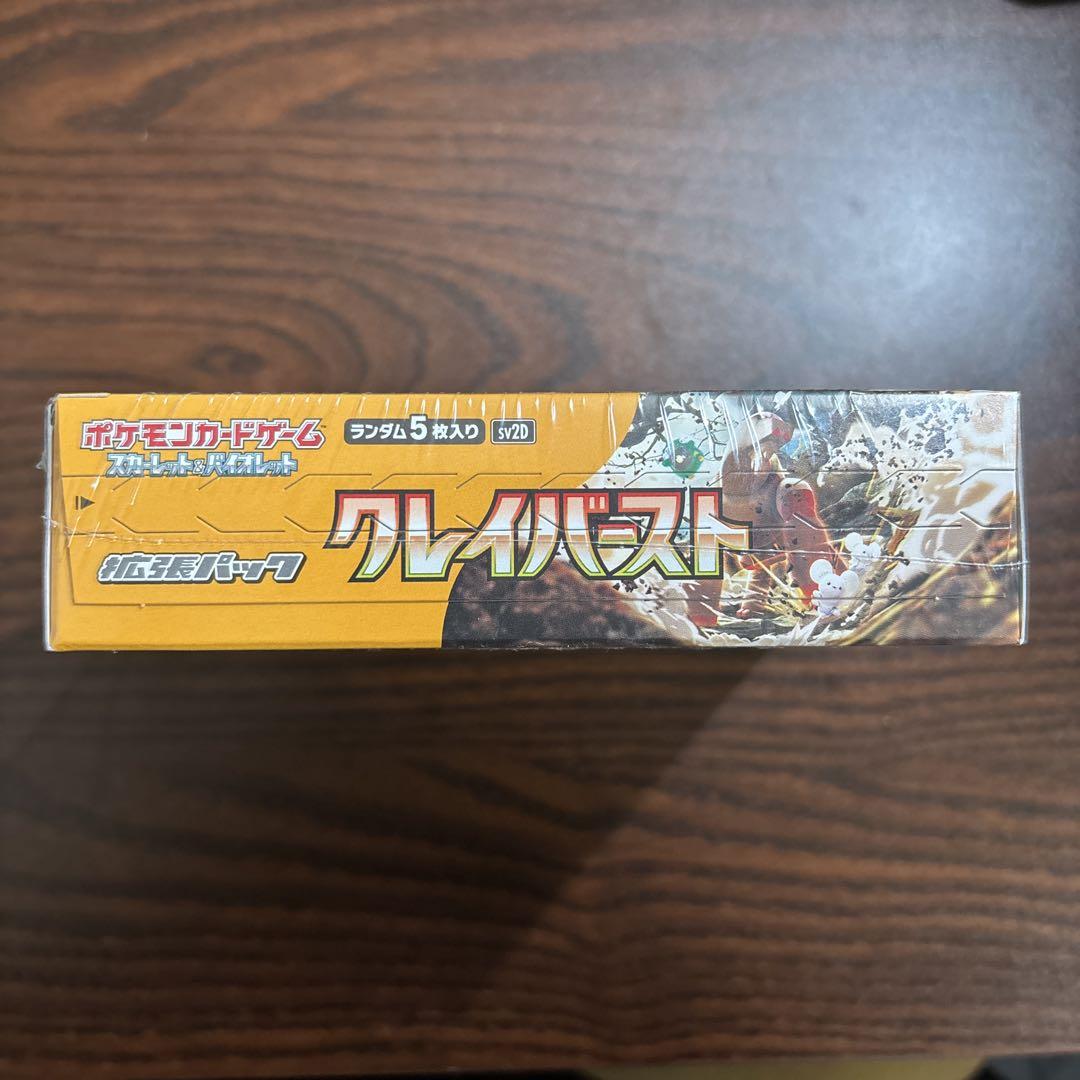 ポケモンカードゲーム
スカーレット&バイオレット
ランダム5枚入り
sv2D
拡張パック
クレイバースト